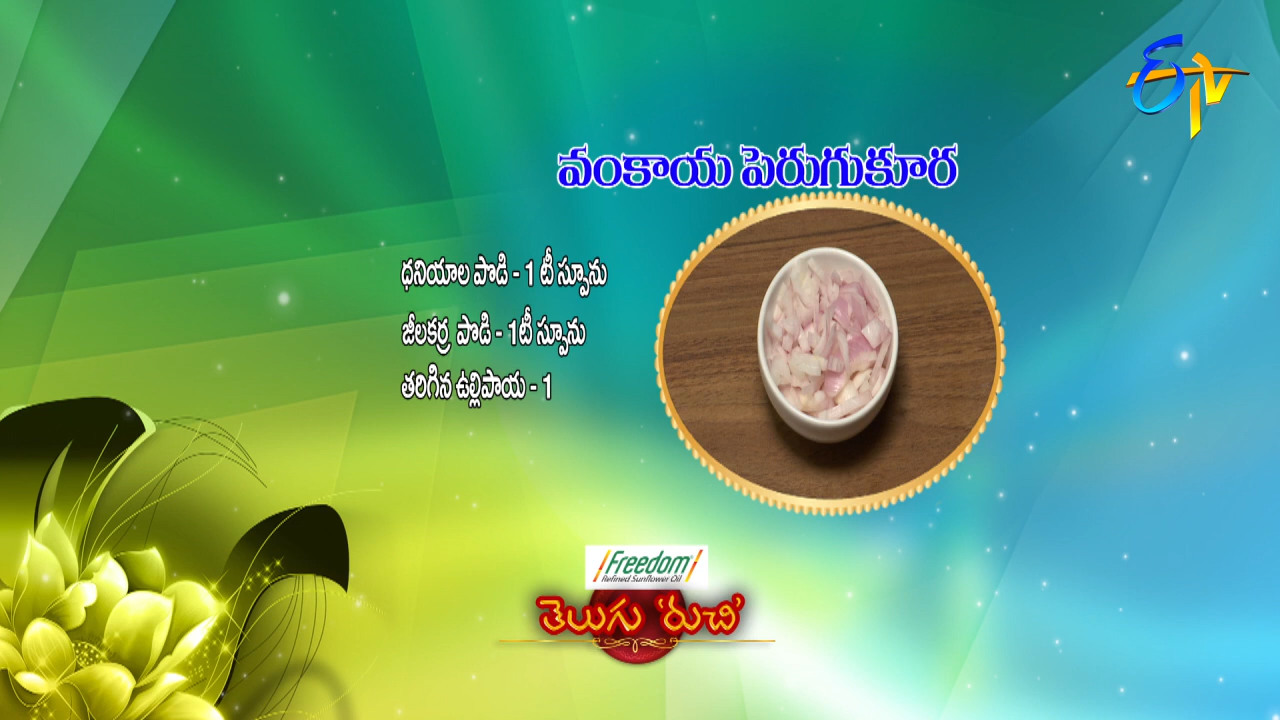 ETV
వంకాయ పెరుగుకూర
ధనియాల పొడి - 1 టీ స్పూను
జీలకర్ర పొడి - 1టీ స్పూను
తరిగిన ఉల్లిపాయ - 1
Freedom
Refined Sunflower Oil
తెలుగు 'రుచి'